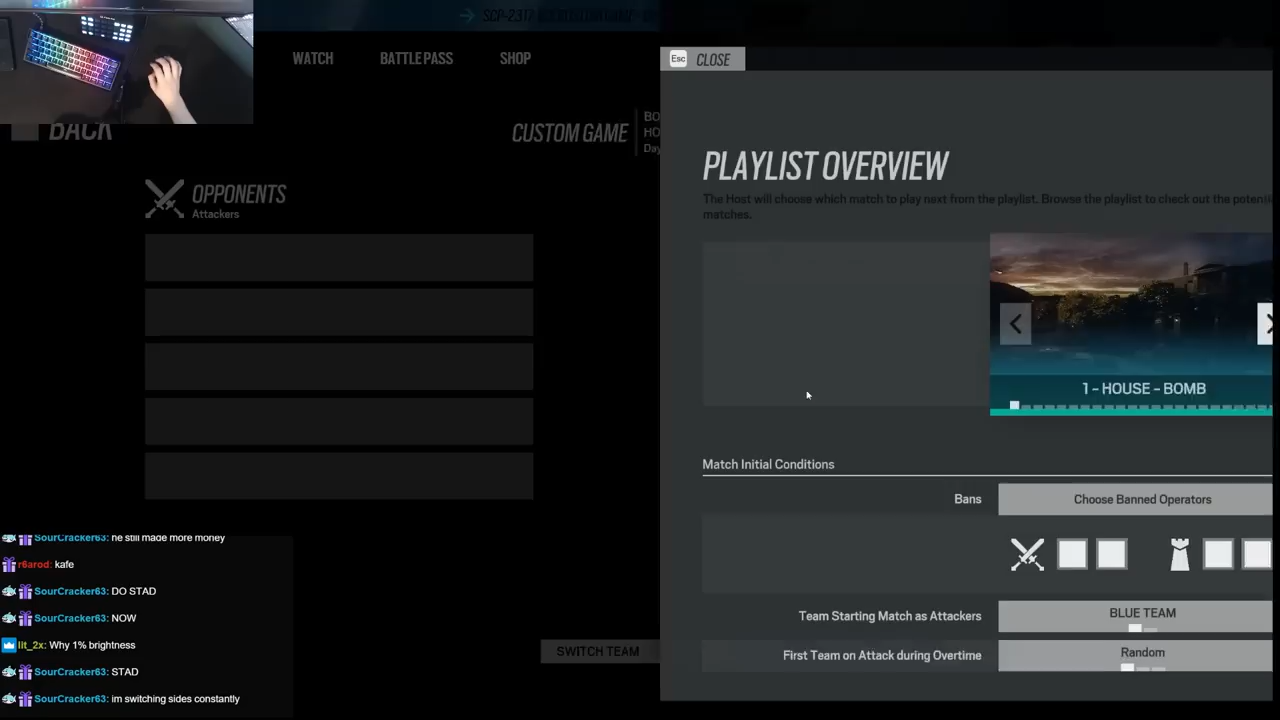 WATCH
BATTLE PASS
SHOP
Esc CLOSE
BACK
CUSTOM GAME
BO
HO
Day
PLAYLIST OVERVIEW
The Host will choose which match to play next from the playlist. Browse the playlist to check out the poten
matches.
OPPONENTS
Attackers
1 - HOUSE - BOMB
Match Initial Conditions
Bans
Choose Banned Operators
Team Starting Match as Attackers
BLUE TEAM
First Team on Attack during Overtime
Random
SWITCH TEAM
SourCracker63: he still made more money
r6arod: kafe
SourCracker63: DO STAD
SourCracker63: NOW
lit_2x: Why 1% brightness
SourCracker63: STAD
SourCracker63: im switching sides constantly